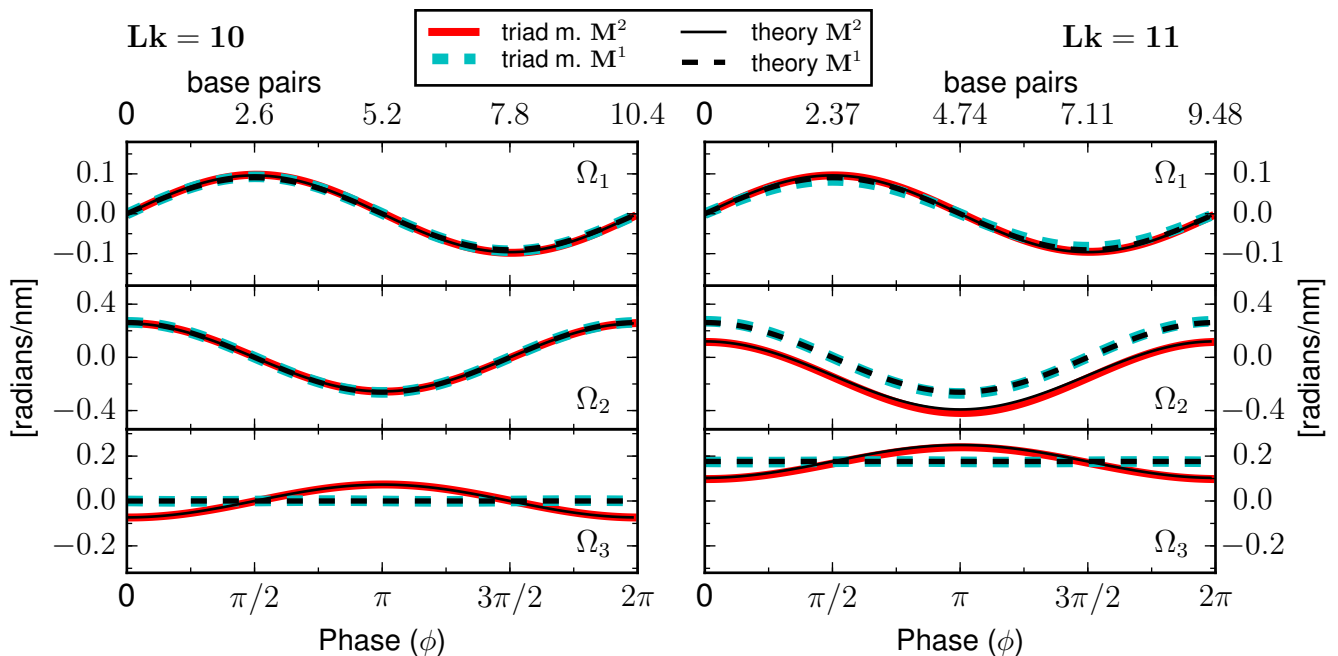 Lk = 10
triad m. M²
theory M²
triad m. M¹
theory M¹
Lk = 11
base pairs
0 2.6 5.2 7.8 10.4
base pairs
0 2.37 4.74 7.11 9.48
[radians/nm]
0.1
0.0
−0.1
Ω₁
0.4
0.0
−0.4
Ω₂
0.2
0.0
−0.2
Ω₃
0 π/2 π 3π/2 2π
Phase (ϕ)
Ω₁
0.1
0.0
−0.1
Ω₂
0.4
0.0
−0.4
Ω₃
0.2
0.0
−0.2
[radians/nm]
0 π/2 π 3π/2 2π
Phase (ϕ)